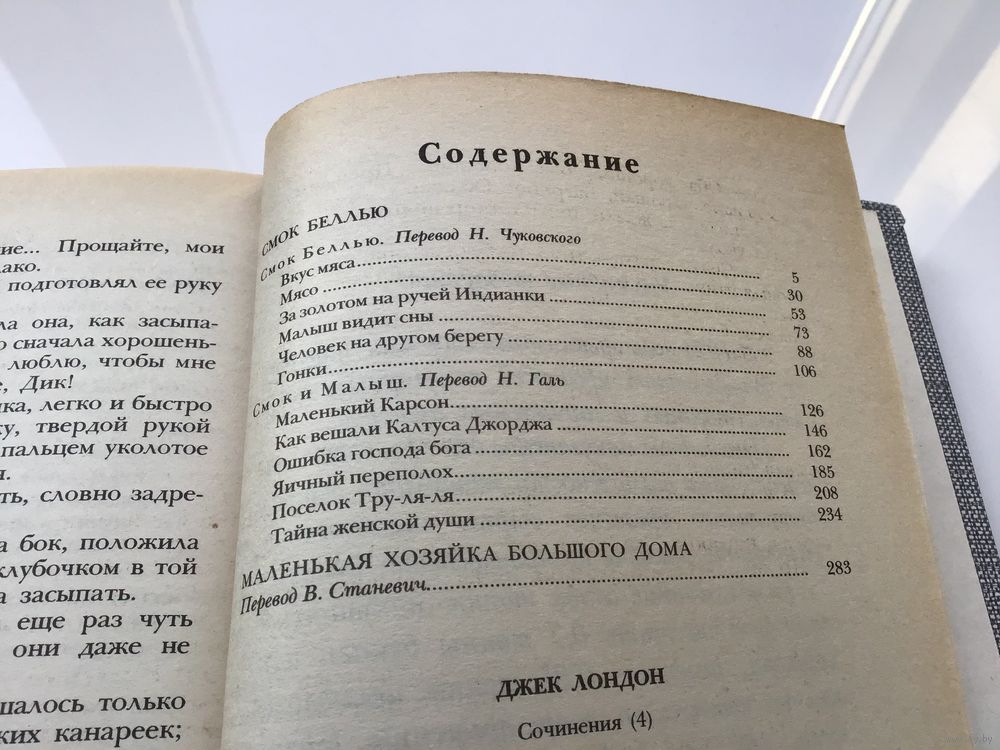 ие... Прощайте, мои
ако.
подготовлял ее руку
ла она, как засыпа-
о сначала хорошень-
люблю, чтобы мне
е, Дик!
ка, легко и быстро
ку, твердой рукой
пальцем уколотое
ть, словно задре-
а бок, положила
клубочком в той
а засыпать.
еще раз чуть
они даже не
шалось только
ких канареек;
Содержание
СМОК БЕЛЛЬЮ
Смок Беллью. Перевод Н. Чуковского
Вкус мяса 5
Мясо 30
За золотом на ручей Индианки 53
Малыш видит сны 73
Человек на другом берегу 88
Гонки 106
Смок и Малыш. Перевод Н. Галь
Маленький Карсон 126
Как вешали Калтуса Джорджа 146
Ошибка господа бога 162
Яичный переполох 185
Поселок Тру-ля-ля 208
Тайна женской души 234
МАЛЕНЬКАЯ ХОЗЯЙКА БОЛЬШОГО ДОМА
Перевод В. Станевич 283
ДЖЕК ЛОНДОН
Сочинения (4)